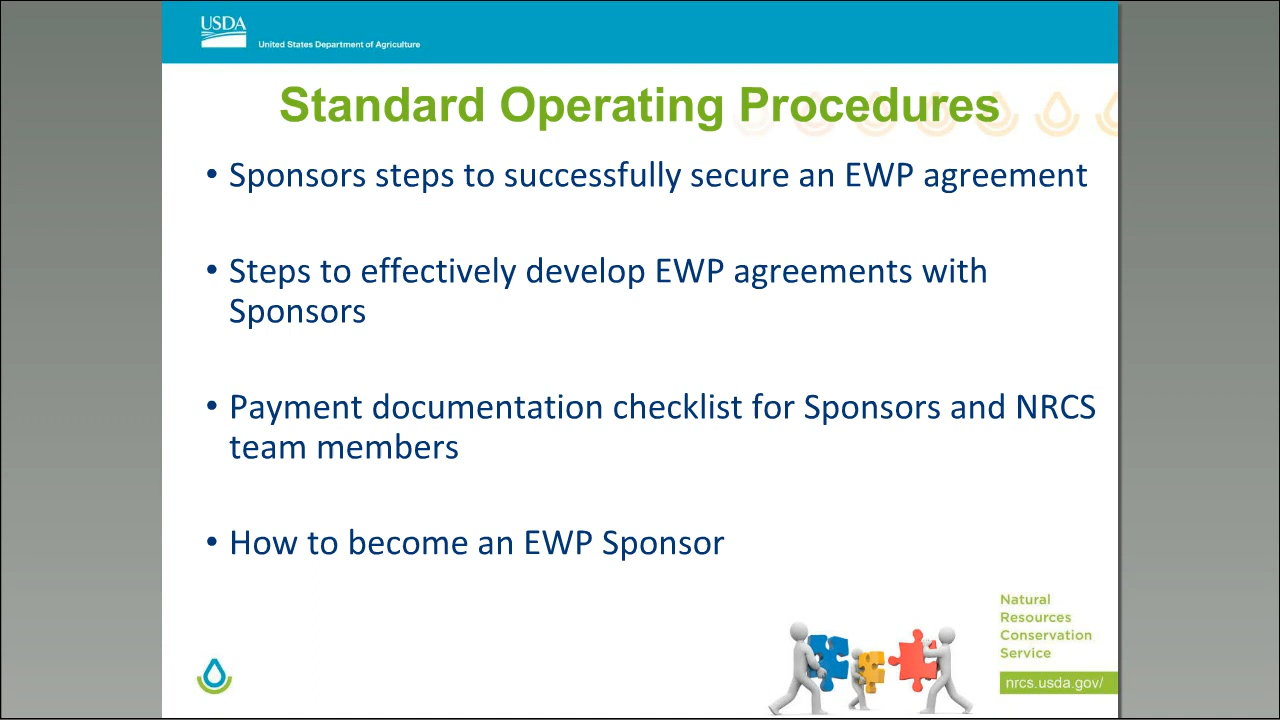 USDA
United States Department of Agriculture
Standard Operating Procedures
• Sponsors steps to successfully secure an EWP agreement
• Steps to effectively develop EWP agreements with
Sponsors
• Payment documentation checklist for Sponsors and NRCS
team members
• How to become an EWP Sponsor
Natural
Resources
Conservation
Service
nrcs.usda.gov/